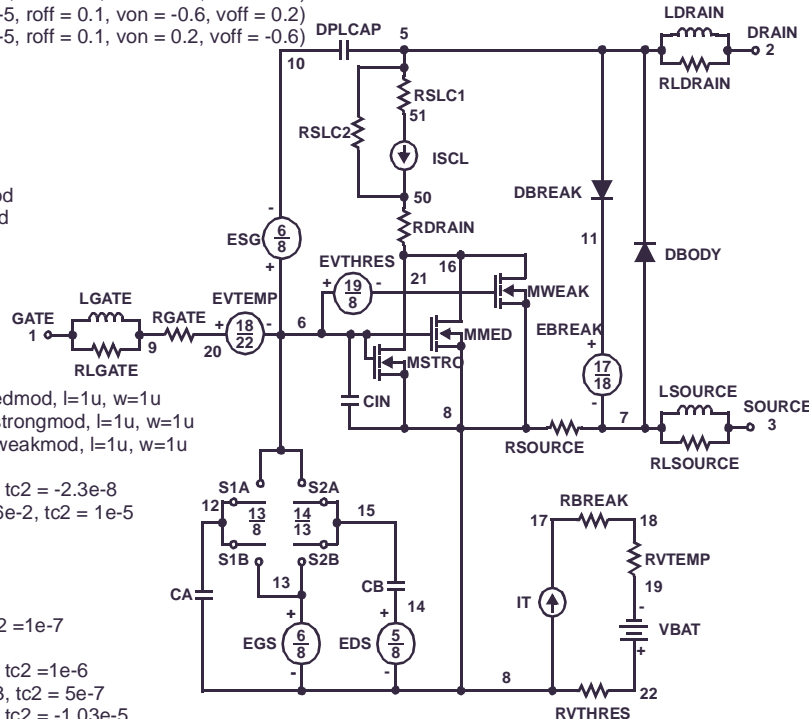 -5, roff = 0.1, von = -0.6, voff = 0.2)
-5, roff = 0.1, von = 0.2, voff = -0.6)
DPLCAP
5
10
LDRAIN
DRAIN
2
RLDRAIN
RSLC1
51
RSLC2
ISCL
50
RDRAIN
DBREAK
11
DBODY
od
d
-
ESG
6
8
+
EVTHRES
+
19
8
-
21
16
MWEAK
MMED
MSTRO
EBREAK
+
17
18
-
LGATE
GATE
1
RLGATE
9
RGATE
20
EVTEMP
+
18
22
-
6
CIN
8
RSOURCE
7
LSOURCE
SOURCE
3
RLSOURCE
edmod, l=1u, w=1u
strongmod, l=1u, w=1u
weakmod, l=1u, w=1u
tc2 = -2.3e-8
6e-2, tc2 = 1e-5
S1A
S2A
12
13
8
14
13
15
S1B
S2B
13
CA
CB
14
+
EGS
6
8
-
+
EDS
5
8
-
8
17
RBREAK
18
RVTEMP
19
IT
-
VBAT
+
22
RVTHRES
2 =1e-7
tc2 =1e-6
3, tc2 = 5e-7
tc2 = -1.03e-5